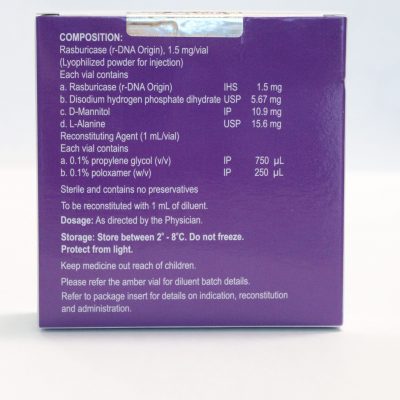 COMPOSITION:
Rasburicase (r-DNA Origin), 1.5 mg/vial
(Lyophilized powder for injection)
Each vial contains
a. Rasburicase (r-DNA Origin) IHS 1.5 mg
b. Disodium hydrogen phosphate dihydrate USP 5.67 mg
c. D-Mannitol IP 10.9 mg
d. L-Alanine USP 15.6 mg
Reconstituting Agent (1 mL/vial)
Each vial contains
a. 0.1% propylene glycol (v/v) IP 750 µL
b. 0.1% poloxamer (w/v) IP 250 µL
Sterile and contains no preservatives
To be reconstituted with 1 mL of diluent.
Dosage: As directed by the Physician.
Storage: Store between 2° - 8°C. Do not freeze.
Protect from light.
Keep medicine out reach of children.
Please refer the amber vial for diluent batch details.
Refer to package insert for details on indication, reconstitution
and administration.